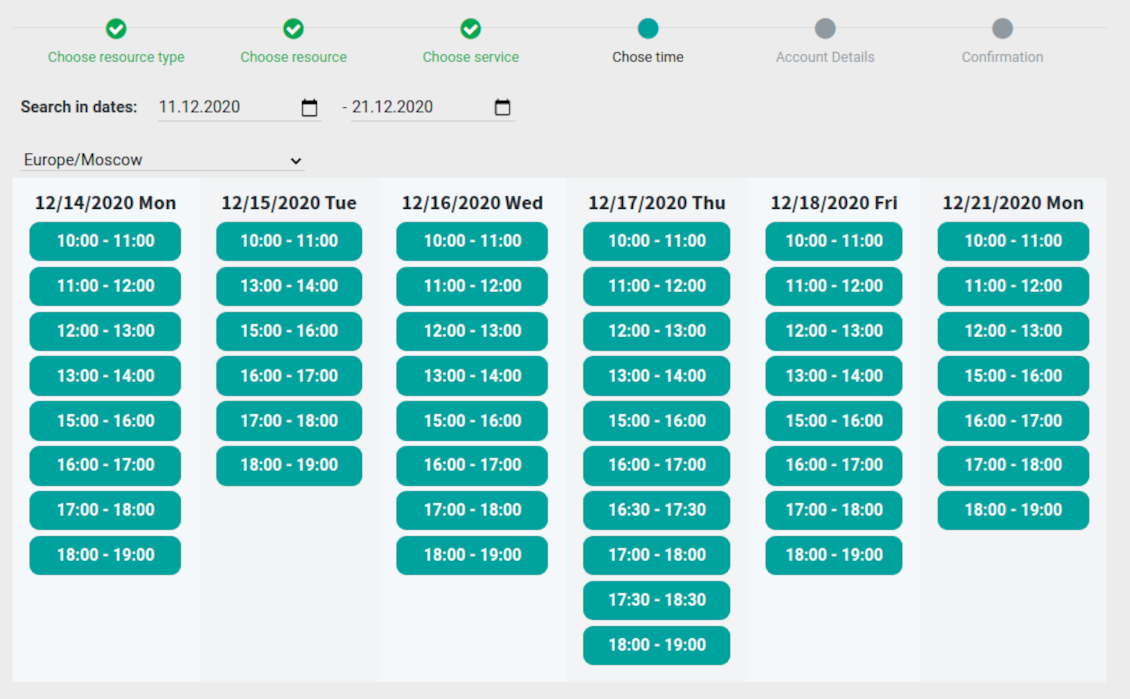 Choose resource type Choose resource Choose service Chose time Account Details Confirmation
Search in dates: 11.12.2020 - 21.12.2020
Europe/Moscow
12/14/2020 Mon 12/15/2020 Tue 12/16/2020 Wed 12/17/2020 Thu 12/18/2020 Fri 12/21/2020 Mon
10:00 - 11:00 10:00 - 11:00 10:00 - 11:00 10:00 - 11:00 10:00 - 11:00 10:00 - 11:00
11:00 - 12:00 13:00 - 14:00 11:00 - 12:00 11:00 - 12:00 11:00 - 12:00 11:00 - 12:00
12:00 - 13:00 15:00 - 16:00 12:00 - 13:00 12:00 - 13:00 12:00 - 13:00 12:00 - 13:00
13:00 - 14:00 16:00 - 17:00 13:00 - 14:00 13:00 - 14:00 13:00 - 14:00 15:00 - 16:00
15:00 - 16:00 17:00 - 18:00 15:00 - 16:00 15:00 - 16:00 15:00 - 16:00 16:00 - 17:00
16:00 - 17:00 18:00 - 19:00 16:00 - 17:00 16:00 - 17:00 16:00 - 17:00 17:00 - 18:00
17:00 - 18:00 17:00 - 18:00 16:30 - 17:30 17:00 - 18:00 18:00 - 19:00
18:00 - 19:00 18:00 - 19:00 17:00 - 18:00 18:00 - 19:00
17:30 - 18:30
18:00 - 19:00